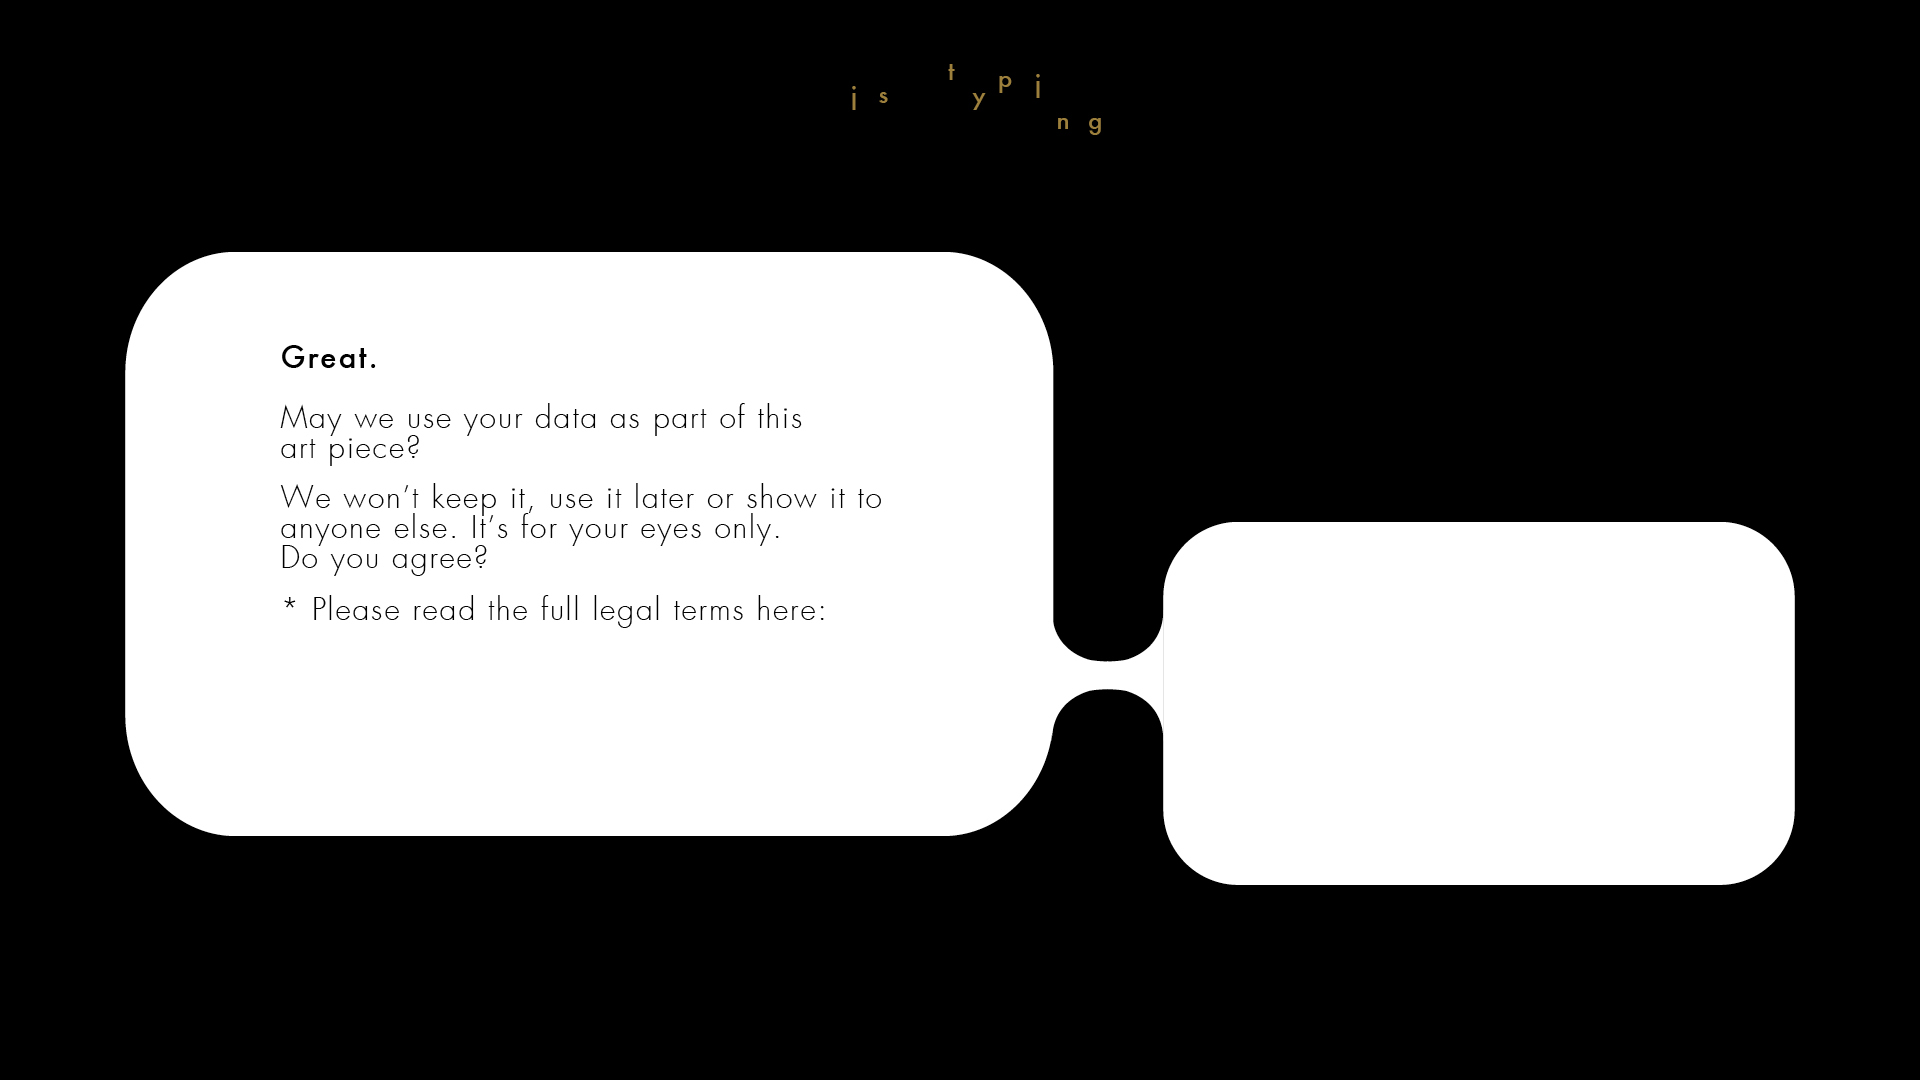 is typing
Great.
May we use your data as part of this
art piece?
We won’t keep it, use it later or show it to
anyone else. It’s for your eyes only.
Do you agree?
* Please read the full legal terms here: